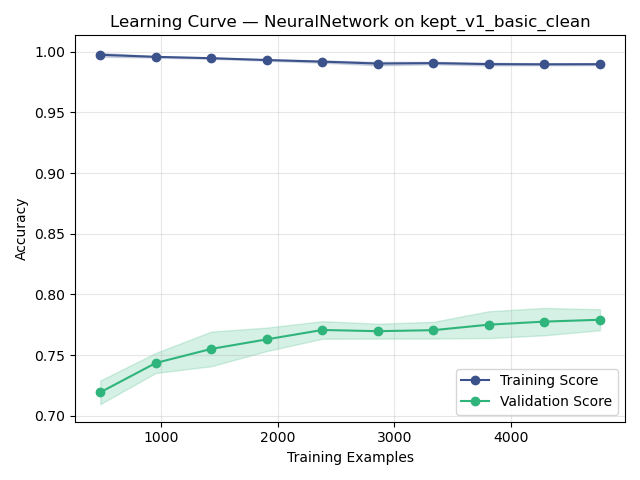 Learning Curve — NeuralNetwork on kept_v1_basic_clean
Accuracy
1.00
0.95
0.90
0.85
0.80
0.75
0.70
Training Score
Validation Score
1000
2000
3000
4000
Training Examples